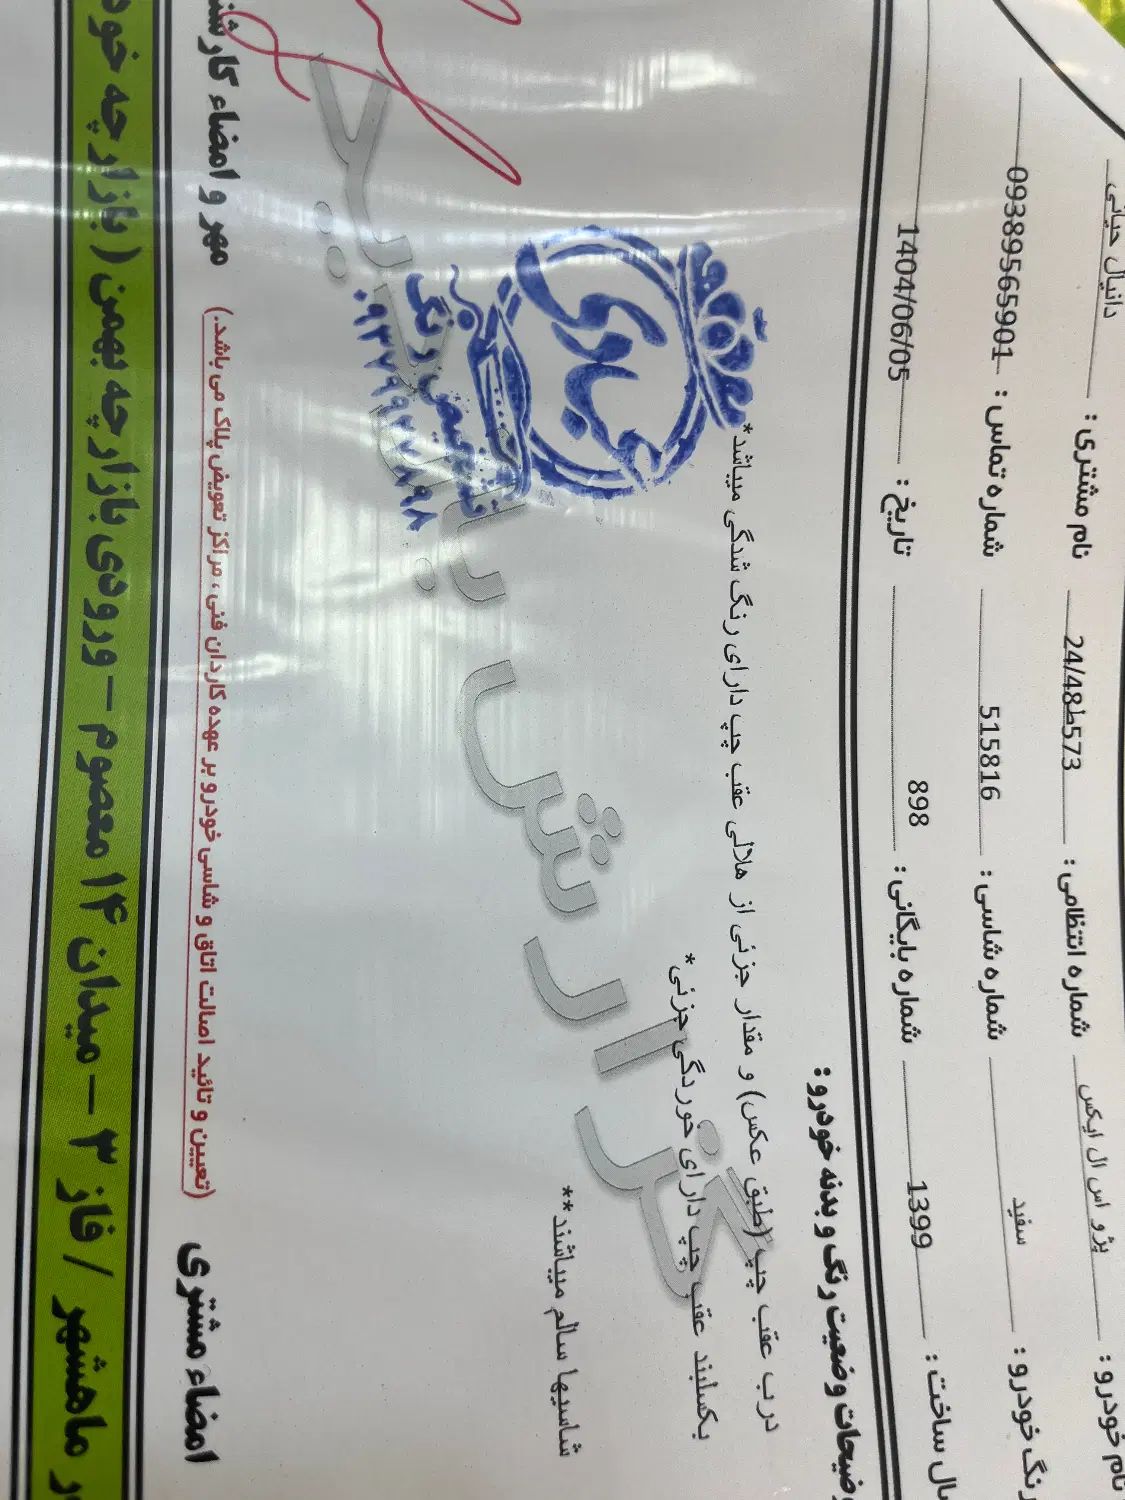 نام خودرو : پژو اس ال ایکس شماره انتظامی : 573ط24/48 نام مشتری : دانیال حیاتی
رنگ خودرو : سفید شماره شاسی : 515816 شماره تماس : 09389565901
سال ساخت : 1399 شماره بایگانی : 898 تاریخ : 1404/06/05
توضیحات وضعیت رنگ و بدنه خودرو :
درب عقب چپ (طبق عکس) و مقدار جزئی از هلالی عقب چپ دارای رنگ شدگی میباشد*
بکسلبند عقب چپ دارای خوردگی جزئی*
شاسیها سالم میباشند**
گزارش
تشخیص رنگ
امضاء مشتری (تعیین و تائید اصالت اتاق و شاسی خودرو بر عهده کاردان فنی ، مراکز تعویض پلاک می باشد.) مهر و امضاء
ماهشهر / فاز ۳ – میدان ۱۴ معصوم – ورودی بازارچه بهمن ( بازارچه